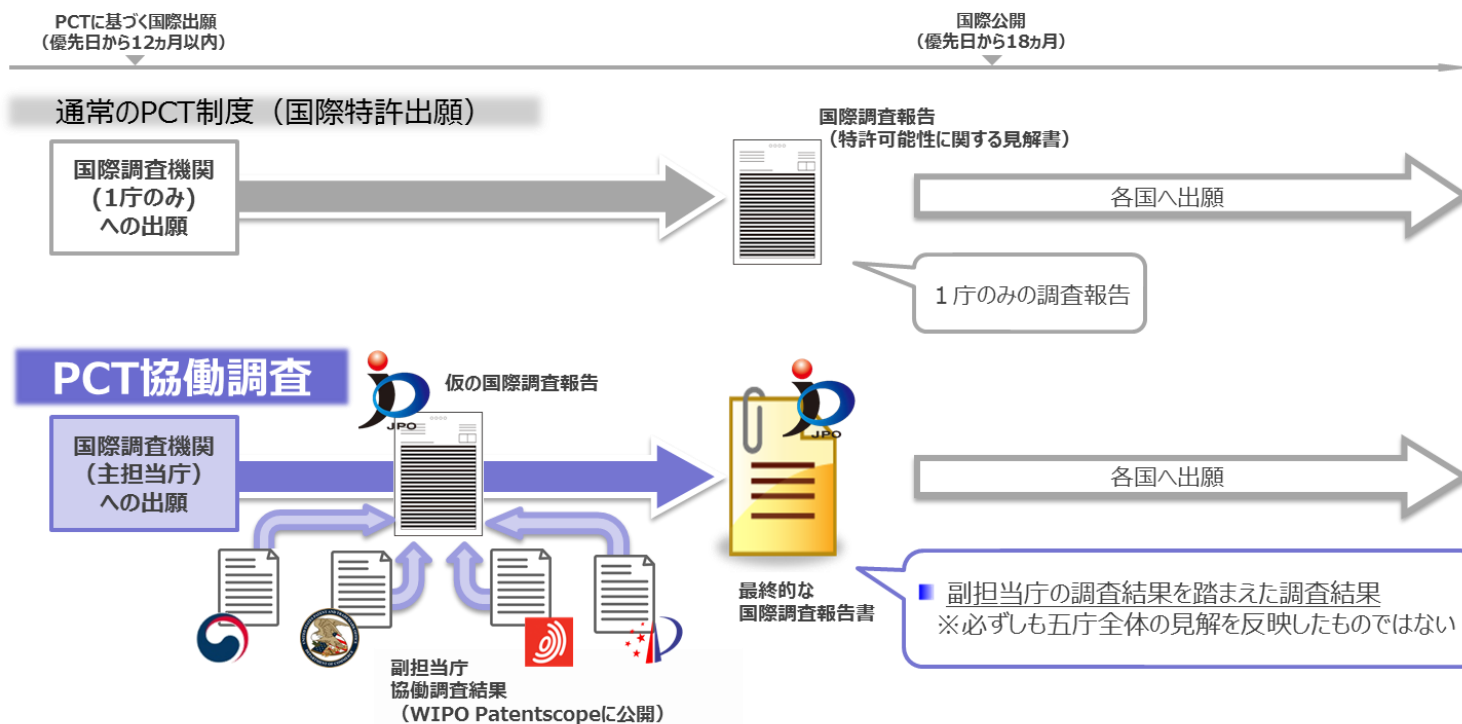 PCTに基づく国際出願
（優先日から12ヵ月以内）
国際公開
（優先日から18ヵ月）
通常のPCT制度（国際特許出願）
国際調査機関
(1庁のみ)
への出願
国際調査報告
（特許可能性に関する見解書）
各国へ出願
１庁のみの調査報告
PCT協働調査
JPO
仮の国際調査報告
国際調査機関
（主担当庁）
への出願
JPO
各国へ出願
最終的な
国際調査報告書
副担当庁の調査結果を踏まえた調査結果
※必ずしも五庁全体の見解を反映したものではない
副担当庁
協働調査結果
（WIPO Patentscopeに公開）